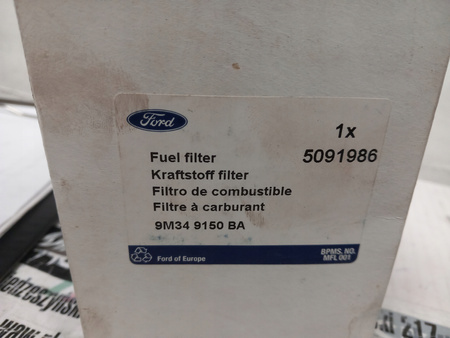 Ford
1x
Fuel filter
5091986
Kraftstoff filter
Filtro de combustible
Filtre à carburant
9M34 9150 BA
Ford of Europe
BPMS. NO.
MFL 001